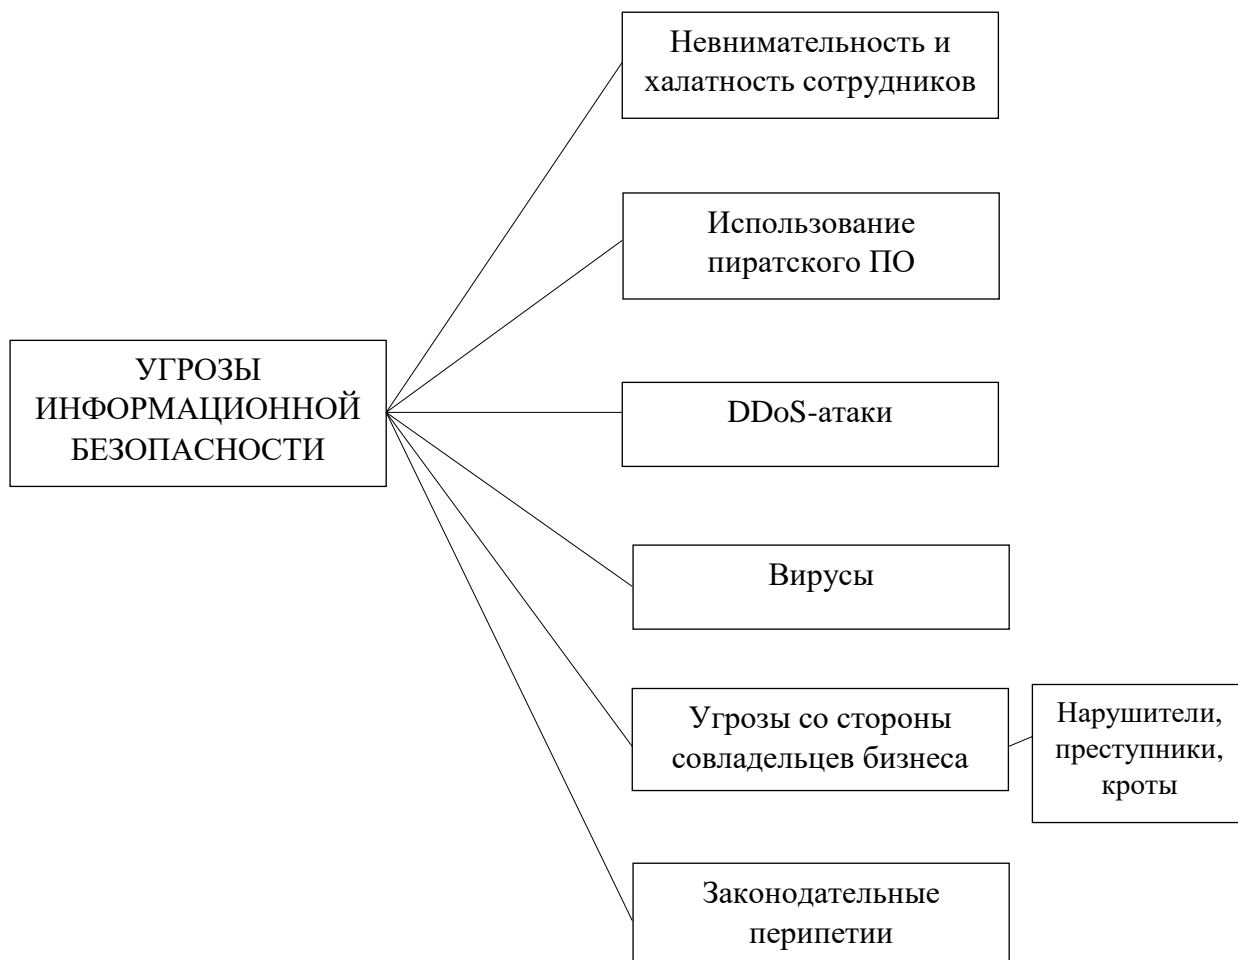 Невнимательность и
халатность сотрудников
Использование
пиратского ПО
УГРОЗЫ
ИНФОРМАЦИОННОЙ
БЕЗОПАСНОСТИ
DDoS-атаки
Вирусы
Угрозы со стороны
совладельцев бизнеса
Нарушители,
преступники,
кроты
Законодательные
перипетии